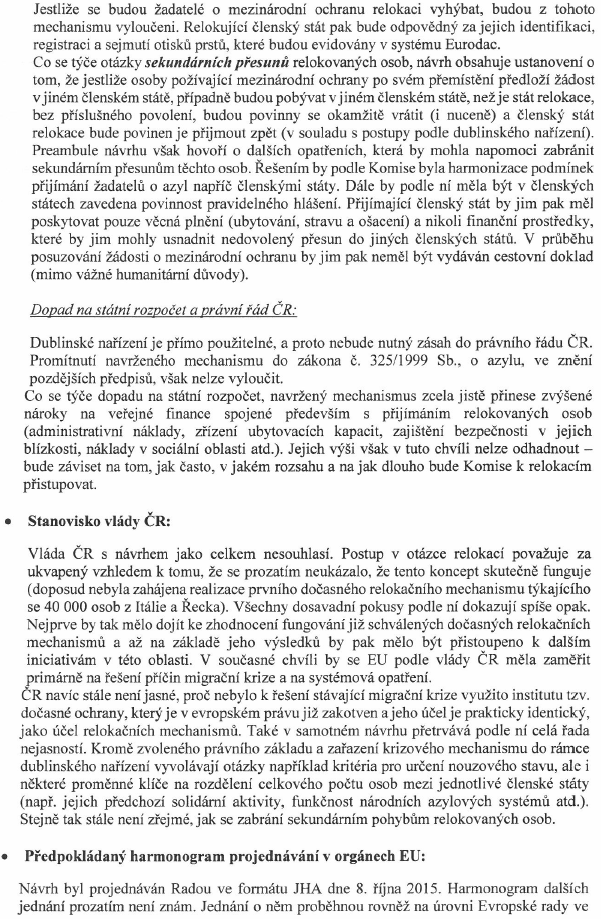 Jestliže se budou žadatelé o mezinárodní ochranu relokaci vyhýbat, budou z tohoto
mechanismu vyloučeni. Relokující členský stát pak bude odpovědný za jejich identifikaci,
registraci a sejmutí otisků prstů, které budou evidovány v systému Eurodac.
Co se týče otázky sekundárních přesunů relokovaných osob, návrh obsahuje ustanovení o
tom, že jestliže osoby požívající mezinárodní ochrany po svém přemístění předloží žádost
v jiném členském státě, případně budou pobývat v jiném členském státě, než je stát relokace,
bez příslušného povolení, budou povinny se okamžitě vrátit (i nuceně) a členský stát
relokace bude povinen je přijmout zpět (v souladu s postupy podle dublinského nařízení).
Preambule návrhu však hovoří o dalších opatřeních, která by mohla napomoci zabránit
sekundárním přesunům těchto osob. Řešením by podle Komise byla harmonizace podmínek
přijímání žadatelů o azyl napříč členskými státy. Dále by podle ní měla být v členských
státech zavedena povinnost pravidelného hlášení. Přijímající členský stát by jim pak měl
poskytovat pouze věcná plnění (ubytování, stravu a ošacení) a nikoli finanční prostředky,
které by jim mohly usnadnit nedovolený přesun do jiných členských států. V průběhu
posuzování žádosti o mezinárodní ochranu by jim pak neměl být vydáván cestovní doklad
(mimo vážné humanitární důvody).
Dopad na státní rozpočet a právní řád ČR:
Dublinské nařízení je přímo použitelné, a proto nebude nutný zásah do právního řádu ČR.
Promítnutí navrženého mechanismu do zákona č. 325/1999 Sb., o azylu, ve znění
pozdějších předpisů, však nelze vyloučit.
Co se týče dopadu na státní rozpočet, navržený mechanismus zcela jistě přinese zvýšené
nároky na veřejné finance spojené především s přijímáním relokovaných osob
(administrativní náklady, zřízení ubytovacích kapacit, zajištění bezpečnosti v jejich
blízkosti, náklady v sociální oblasti atd.). Jejich výši však v tuto chvíli nelze odhadnout –
bude záviset na tom, jak často, v jakém rozsahu a na jak dlouho bude Komise k relokacím
přistupovat.
• Stanovisko vlády ČR:
Vláda ČR s návrhem jako celkem nesouhlasí. Postup v otázce relokací považuje za
ukvapený vzhledem k tomu, že se prozatím neukázalo, že tento koncept skutečně funguje
(doposud nebyla zahájena realizace prvního dočasného relokačního mechanismu týkajícího
se 40 000 osob z Itálie a Řecka). Všechny dosavadní pokusy podle ní dokazují spíše opak.
Nejprve by tak mělo dojít ke zhodnocení fungování již schválených dočasných relokačních
mechanismů a až na základě jeho výsledků by pak mělo být přistoupeno k dalším
iniciativám v této oblasti. V současné chvíli by se EU podle vlády ČR měla zaměřit
primárně na řešení příčin migrační krize a na systémová opatření.
ČR navíc stále není jasné, proč nebylo k řešení stávající migrační krize využito institutu tzv.
dočasné ochrany, který je v evropském právu již zakotven a jeho účel je prakticky identický,
jako účel relokačních mechanismů. Také v samotném návrhu přetrvává podle ní celá řada
nejasností. Kromě zvoleného právního základu a zařazení krizového mechanismu do rámce
dublinského nařízení vyvolávají otázky například kritéria pro určení nouzového stavu, ale i
některé proměnné klíče na rozdělení celkového počtu osob mezi jednotlivé členské státy
(např. jejich předchozí solidární aktivity, funkčnost národních azylových systémů atd.).
Stejně tak stále není zřejmé, jak se zabrání sekundárním pohybům relokovaných osob.
• Předpokládaný harmonogram projednávání v orgánech EU:
Návrh byl projednáván Radou ve formátu JHA dne 8. října 2015. Harmonogram dalších
jednání prozatím není znám. Jednání o něm proběhnou rovněž na úrovni Evropské rady ve